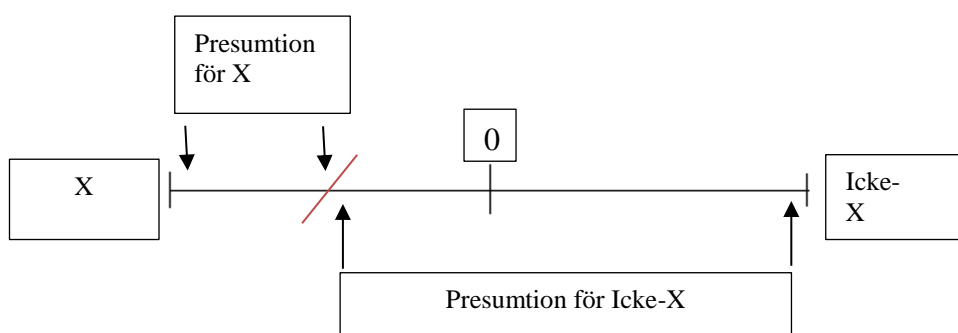 Presumtion
för X
0
X
Icke-
X
Presumtion för Icke-X